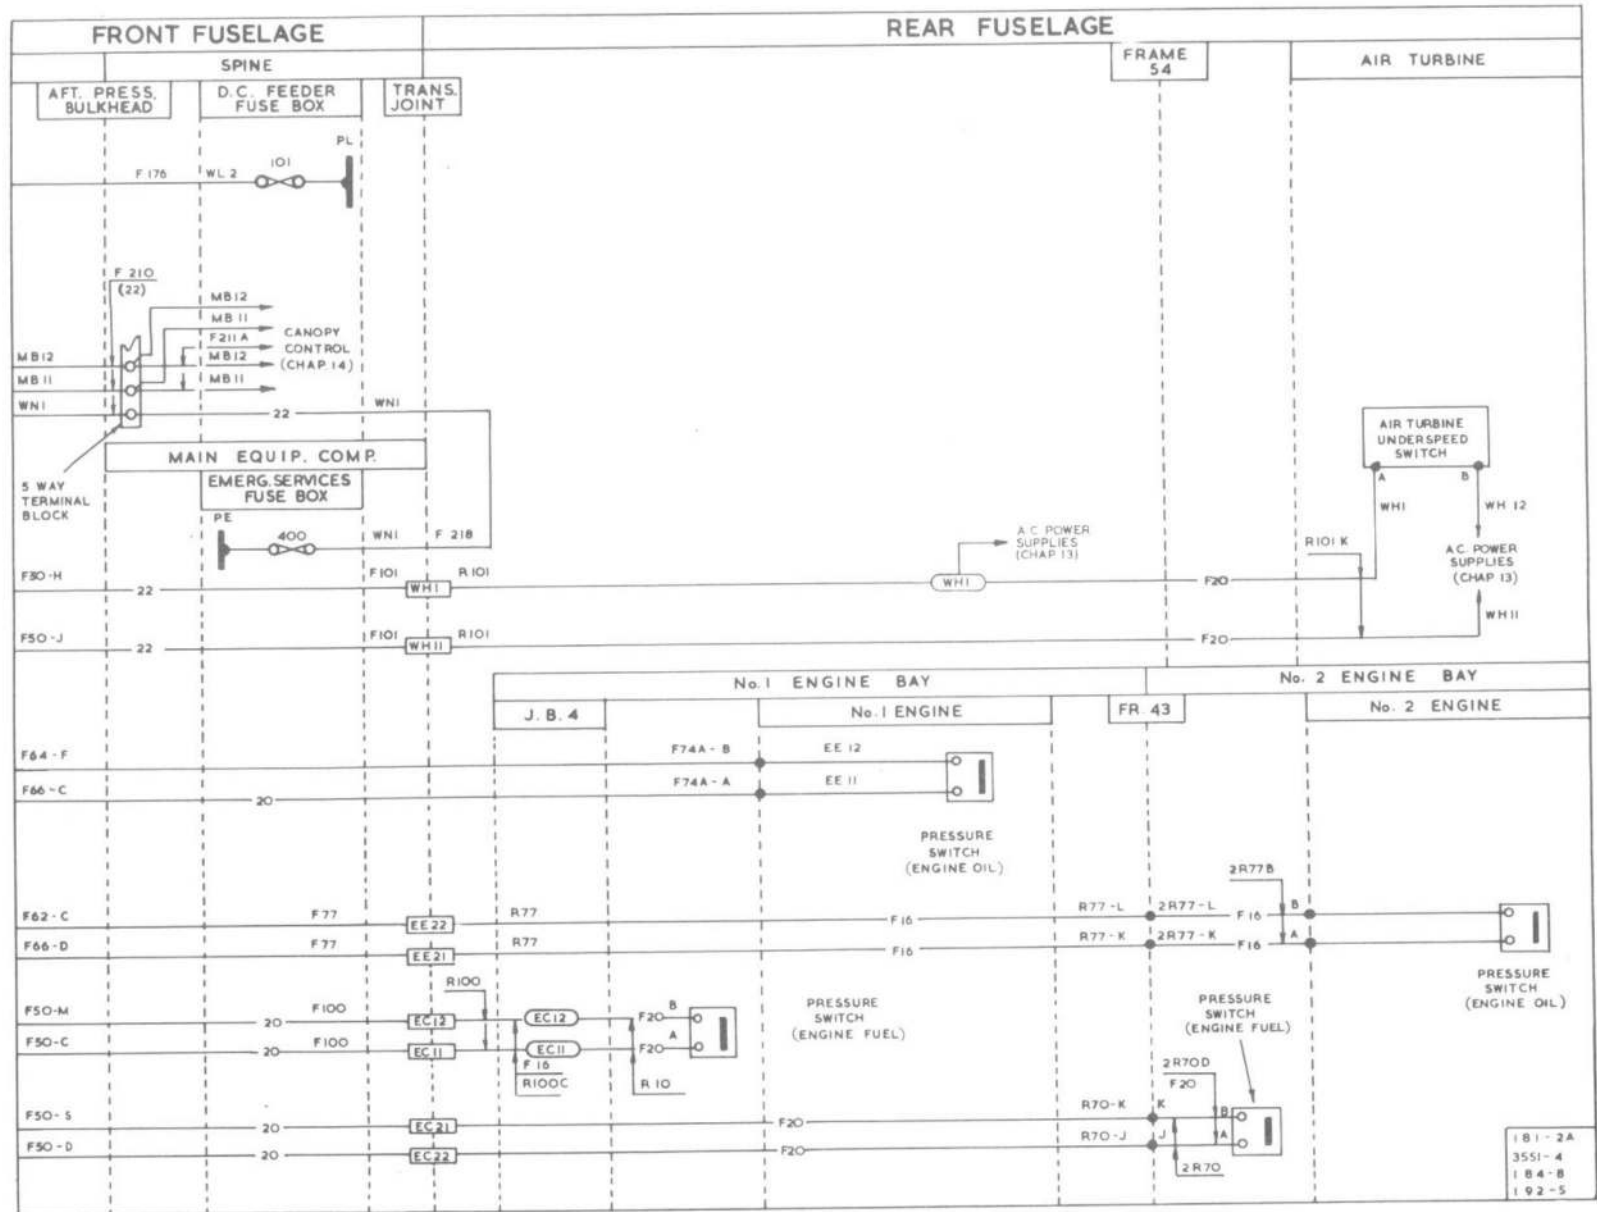 FRONT FUSELAGE
REAR FUSELAGE
SPINE
FRAME
54
AIR TURBINE
AFT. PRESS.
BULKHEAD
D.C. FEEDER
FUSE BOX
TRANS.
JOINT
PL
101
F 176
WL 2
F 210
(22)
MB12
MB 11
F211A
CANOPY
CONTROL
(CHAP. 14)
MB12
MB12
MB11
MB11
WN1
22
WN1
AIR TURBINE
UNDERSPEED
SWITCH
A
B
MAIN EQUIP. COMP.
EMERG. SERVICES
FUSE BOX
5 WAY
TERMINAL
BLOCK
PE
400
WN1
F 218
A.C. POWER
SUPPLIES
(CHAP 13)
WH1
WH 12
R101 K
A.C. POWER
SUPPLIES
(CHAP 13)
F50-H
22
F101
WH1
R101
WH1
F20
WH11
F50-J
22
F101
WH11
R101
F20
No. 1 ENGINE BAY
No. 2 ENGINE BAY
J. B. 4
No. 1 ENGINE
FR. 43
No. 2 ENGINE
F64-F
F74A-B
EE 12
F66-C
20
F74A-A
EE 11
PRESSURE
SWITCH
(ENGINE OIL)
2R77B
F62-C
F77
EE22
R77
F16
R77-L
2R77-L
F16
B
F66-D
F77
EE21
R77
F16
R77-K
2R77-K
F16
A
PRESSURE
SWITCH
(ENGINE OIL)
R100
F50-M
20
F100
EC12
EC12
F20
B
PRESSURE
SWITCH
(ENGINE FUEL)
PRESSURE
SWITCH
(ENGINE FUEL)
F50-C
20
F100
EC11
EC11
F20
A
F 16
R100C
R 10
2R70D
F20
F50-S
20
EC21
F20
R70-K
K
B
F50-D
20
EC22
F20
R70-J
J
A
2R70
181-2A
3551-4
184-8
192-5